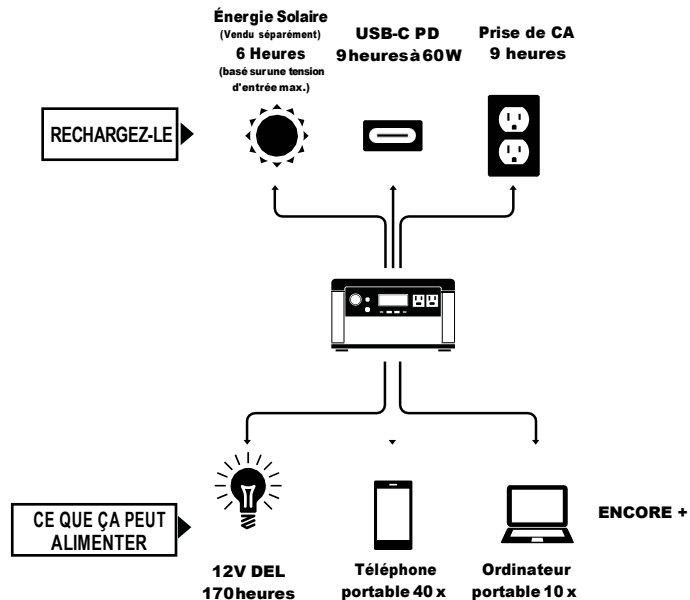 Énergie Solaire
(Vendu séparément)
6 Heures
(basé sur une tension
d'entrée max.)
USB-C PD
9 heures à 60 W
Prise de CA
9 heures
RECHARGEZ-LE
CE QUE ÇA PEUT
ALIMENTER
12V DEL
170 heures
Téléphone
portable 40 x
Ordinateur
portable 10 x
ENCORE +